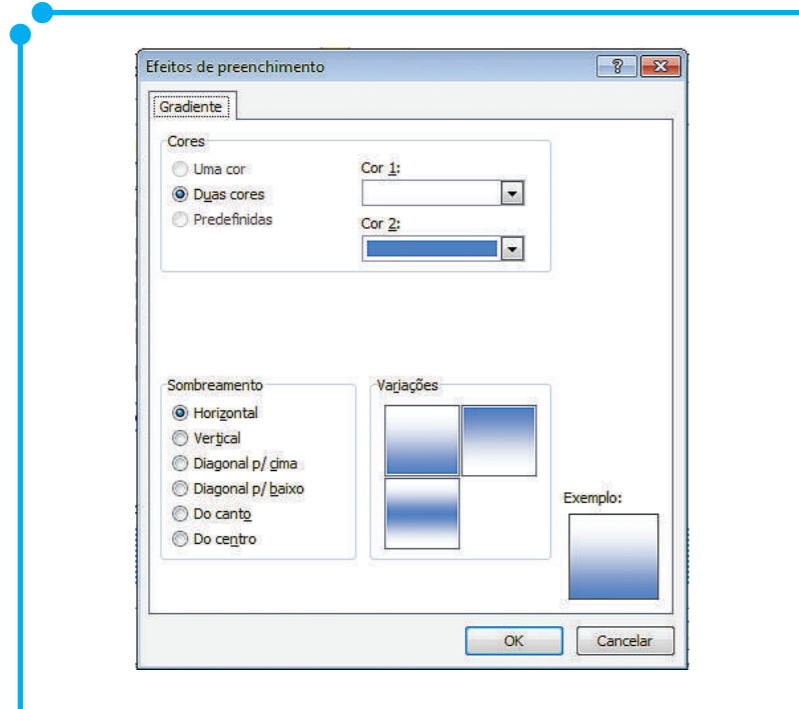 Efeitos de preenchimento
Gradiente
Cores
Uma cor
Duas cores
Predefinidas
Cor 1:
Cor 2:
Sombreamento
Horizontal
Vertical
Diagonal p/ cima
Diagonal p/ baixo
Do canto
Do centro
Variações
Exemplo:
OK
Cancelar